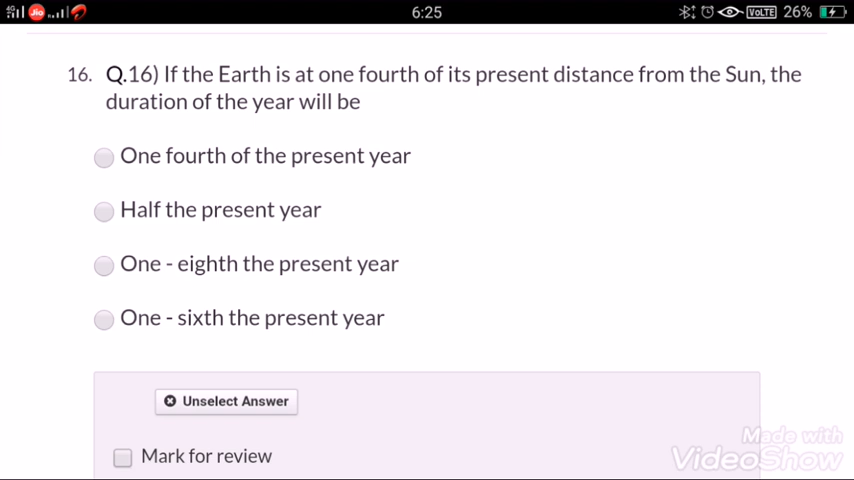 4G Jio 6:25 VoLTE 26%
16. Q.16) If the Earth is at one fourth of its present distance from the Sun, the
duration of the year will be
One fourth of the present year
Half the present year
One - eighth the present year
One - sixth the present year
Unselect Answer
Mark for review
Made with
VideoShow